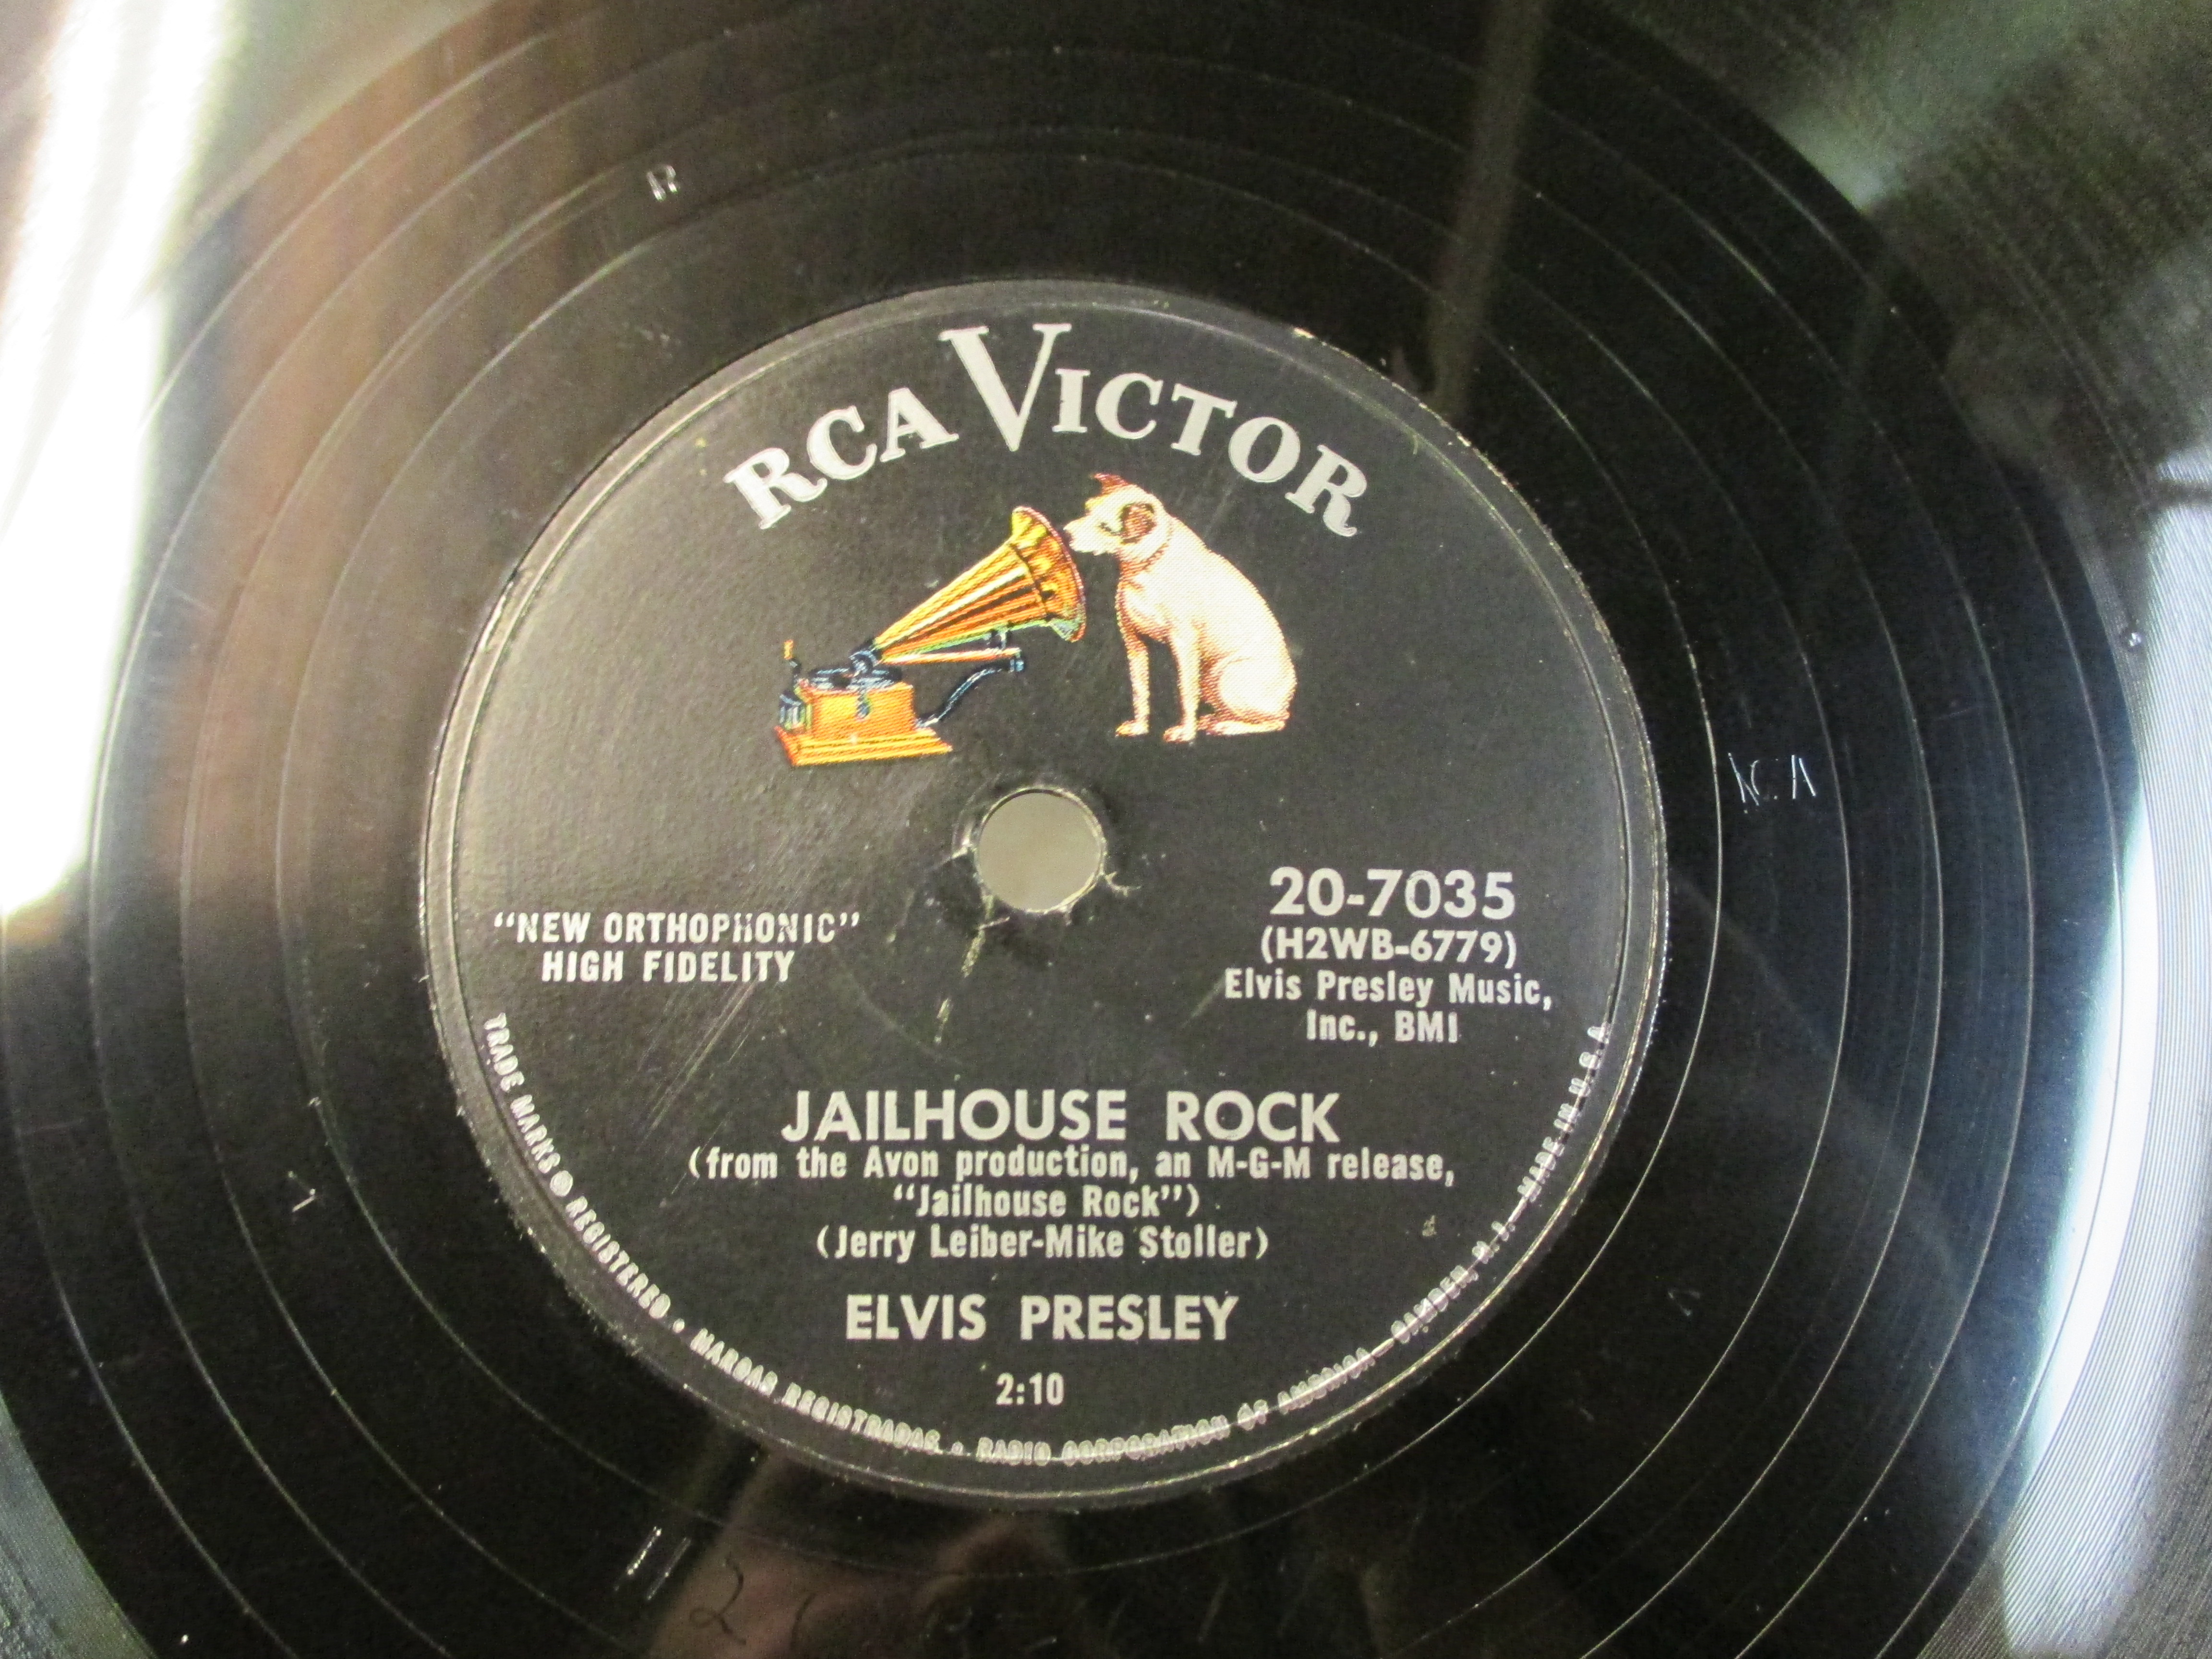 RCA VICTOR
"NEW ORTHOPHONIC"
HIGH FIDELITY
20-7035
(H2WB-6779)
Elvis Presley Music,
Inc., BMI
JAILHOUSE ROCK
(from the Avon production, an M-G-M release,
"Jailhouse Rock")
(Jerry Leiber-Mike Stoller)
ELVIS PRESLEY
2:10
TRADE MARKS ® REGISTERED • MARCAS REGISTRADAS • RADIO CORPORATION OF AMERICA — CAMDEN, N. J. — MADE IN U. S. A.